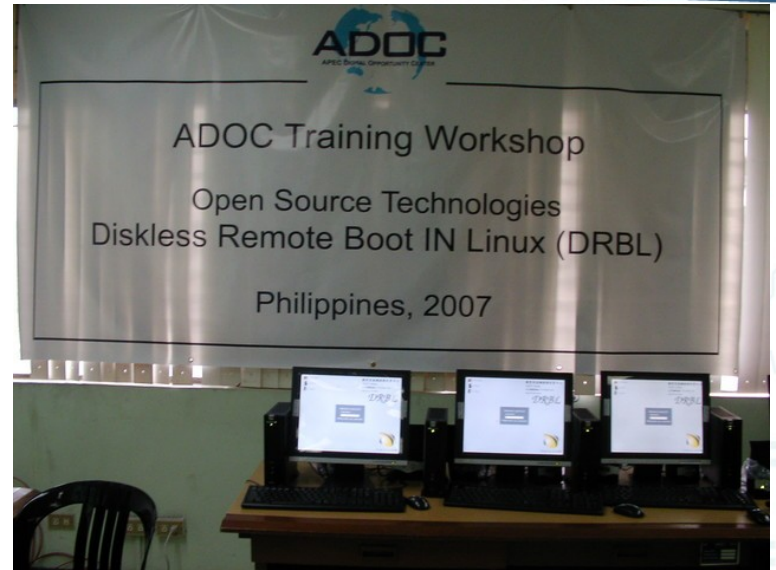 ADOC
APEC DIGITAL OPPORTUNITY CENTER
ADOC Training Workshop
Open Source Technologies
Diskless Remote Boot IN Linux (DRBL)
Philippines, 2007
DRBL
DRBL
DRBL